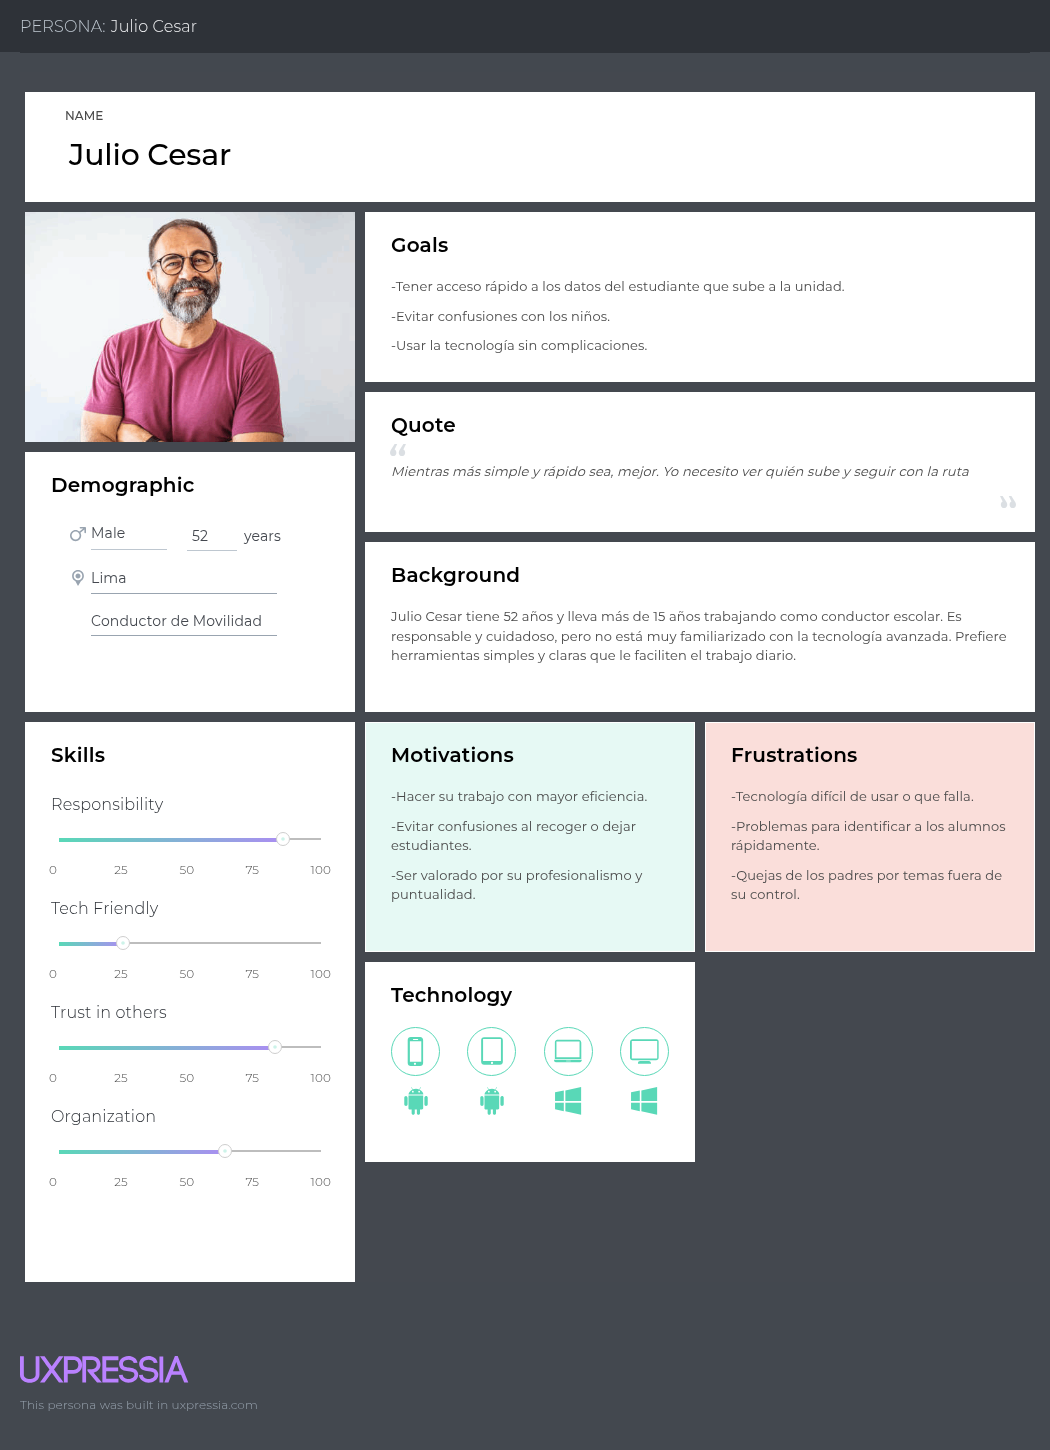 PERSONA: Julio Cesar
NAME
Julio Cesar
Goals
-Tener acceso rápido a los datos del estudiante que sube a la unidad.
-Evitar confusiones con los niños.
-Usar la tecnología sin complicaciones.
Quote
“
Mientras más simple y rápido sea, mejor. Yo necesito ver quién sube y seguir con la ruta
”
Demographic
Male
52 years
Lima
Conductor de Movilidad
Background
Julio Cesar tiene 52 años y lleva más de 15 años trabajando como conductor escolar. Es
responsable y cuidadoso, pero no está muy familiarizado con la tecnología avanzada. Prefiere
herramientas simples y claras que le faciliten el trabajo diario.
Skills
Responsibility
0 25 50 75 100
Tech Friendly
0 25 50 75 100
Trust in others
0 25 50 75 100
Organization
0 25 50 75 100
Motivations
-Hacer su trabajo con mayor eficiencia.
-Evitar confusiones al recoger o dejar
estudiantes.
-Ser valorado por su profesionalismo y
puntualidad.
Frustrations
-Tecnología difícil de usar o que falla.
-Problemas para identificar a los alumnos
rápidamente.
-Quejas de los padres por temas fuera de
su control.
Technology
UXPRESSIA
This persona was built in uxpressia.com